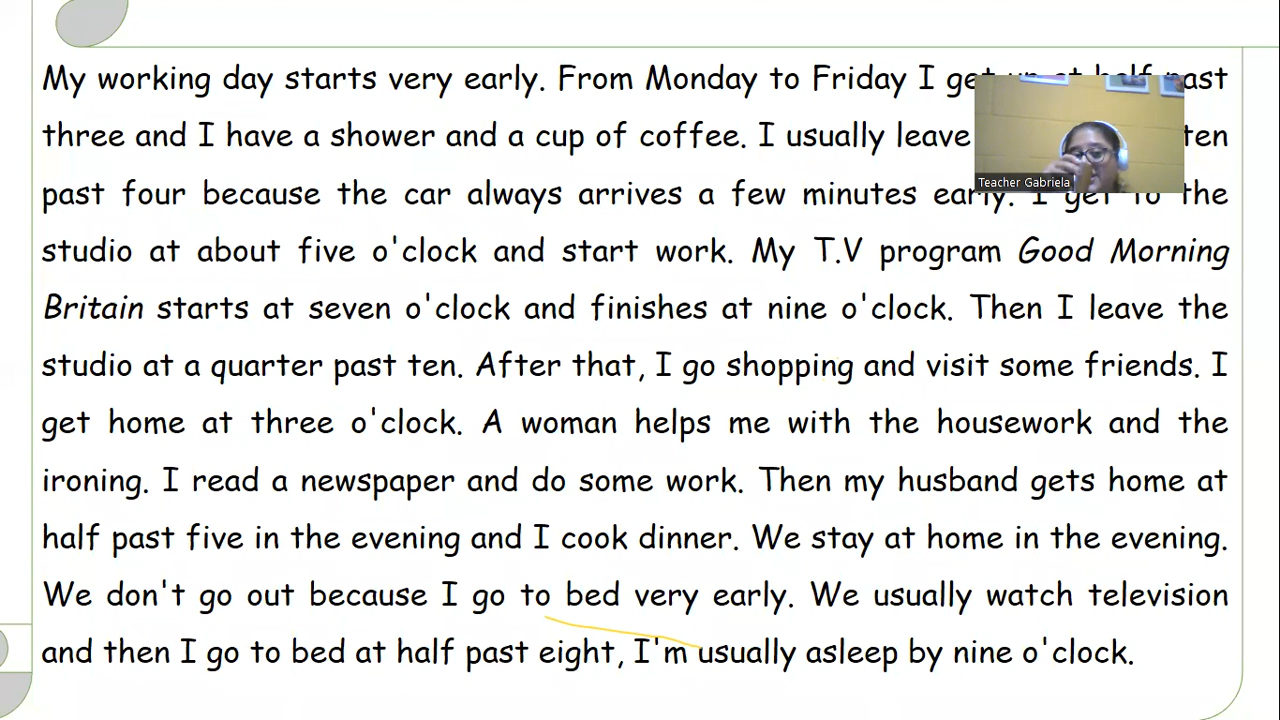 My working day starts very early. From Monday to Friday I get up at half past
three and I have a shower and a cup of coffee. I usually leave ten
past four because the car always arrives a few minutes early. I get to the
studio at about five o'clock and start work. My T.V program Good Morning
Britain starts at seven o'clock and finishes at nine o'clock. Then I leave the
studio at a quarter past ten. After that, I go shopping and visit some friends. I
get home at three o'clock. A woman helps me with the housework and the
ironing. I read a newspaper and do some work. Then my husband gets home at
half past five in the evening and I cook dinner. We stay at home in the evening.
We don't go out because I go to bed very early. We usually watch television
and then I go to bed at half past eight, I'm usually asleep by nine o'clock.
Teacher Gabriela